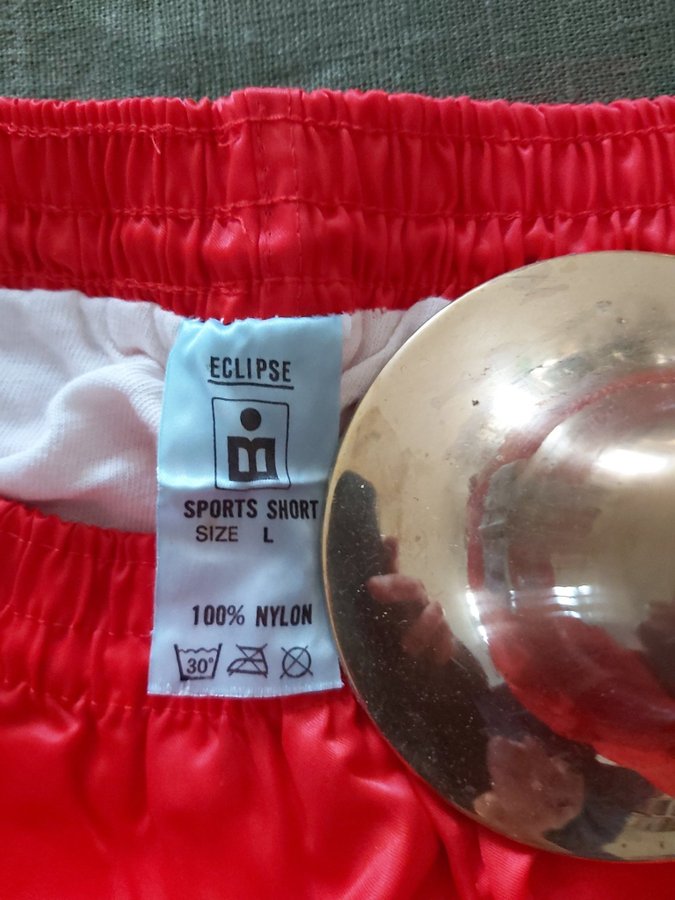 ECLIPSE
SPORTS SHORT
SIZE L
100% NYLON
30°